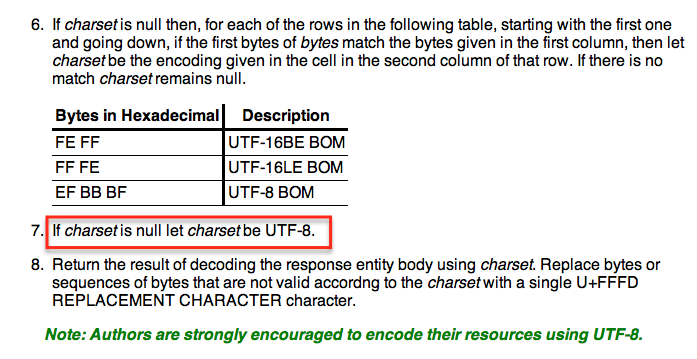 6. If charset is null then, for each of the rows in the following table, starting with the first one
and going down, if the first bytes of bytes match the bytes given in the first column, then let
charset be the encoding given in the cell in the second column of that row. If there is no
match charset remains null.
Bytes in Hexadecimal Description
FE FF UTF-16BE BOM
FF FE UTF-16LE BOM
EF BB BF UTF-8 BOM
7. If charset is null let charset be UTF-8.
8. Return the result of decoding the response entity body using charset. Replace bytes or
sequences of bytes that are not valid accordng to the charset with a single U+FFFD
REPLACEMENT CHARACTER character.
Note: Authors are strongly encouraged to encode their resources using UTF-8.